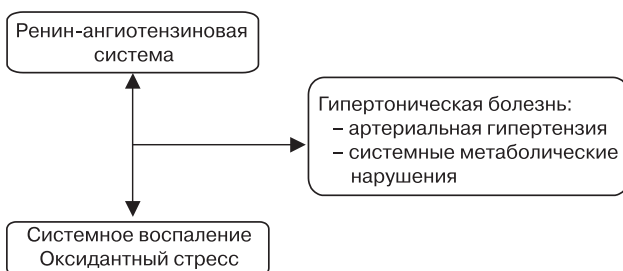 Ренин-ангиотензиновая
система
Гипертоническая болезнь:
– артериальная гипертензия
– системные метаболические
нарушения
Системное воспаление
Оксидантный стресс